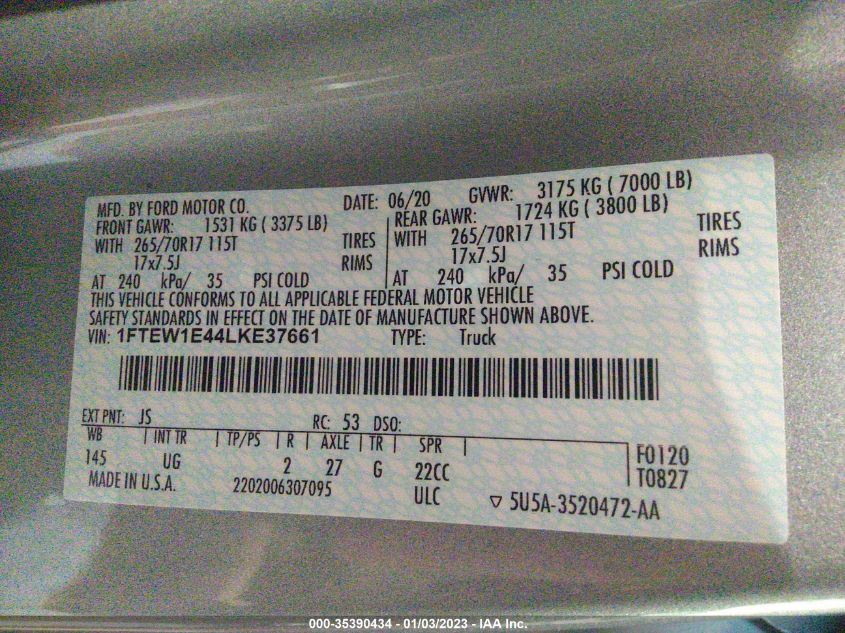 MFD. BY FORD MOTOR CO. DATE: 06/20 GVWR: 3175 KG ( 7000 LB)
FRONT GAWR: 1531 KG ( 3375 LB) REAR GAWR: 1724 KG ( 3800 LB)
WITH 265/70R17 115T TIRES WITH 265/70R17 115T TIRES
17x7.5J RIMS 17x7.5J RIMS
AT 240 kPa/ 35 PSI COLD AT 240 kPa/ 35 PSI COLD
THIS VEHICLE CONFORMS TO ALL APPLICABLE FEDERAL MOTOR VEHICLE
SAFETY STANDARDS IN EFFECT ON THE DATE OF MANUFACTURE SHOWN ABOVE.
VIN: 1FTEW1E44LKE37661 TYPE: Truck
EXT PNT: JS RC: 53 DSO:
WB | INT TR | TP/PS | R | AXLE | TR | SPR | F0120
145 UG 2 27 G 22CC T0827
MADE IN U.S.A. 2202006307095 ULC ▽ 5U5A-3520472-AA
000-35390434 - 01/03/2023 - IAA Inc.